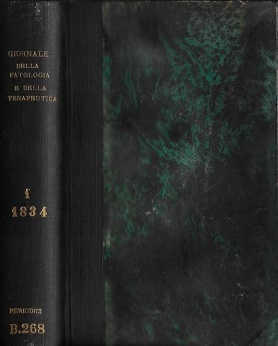 GIORNALE
DELLA
PATOLOGIA
E DELLA
TERAPEUTICA
1
1834
PERIODICI
B.268